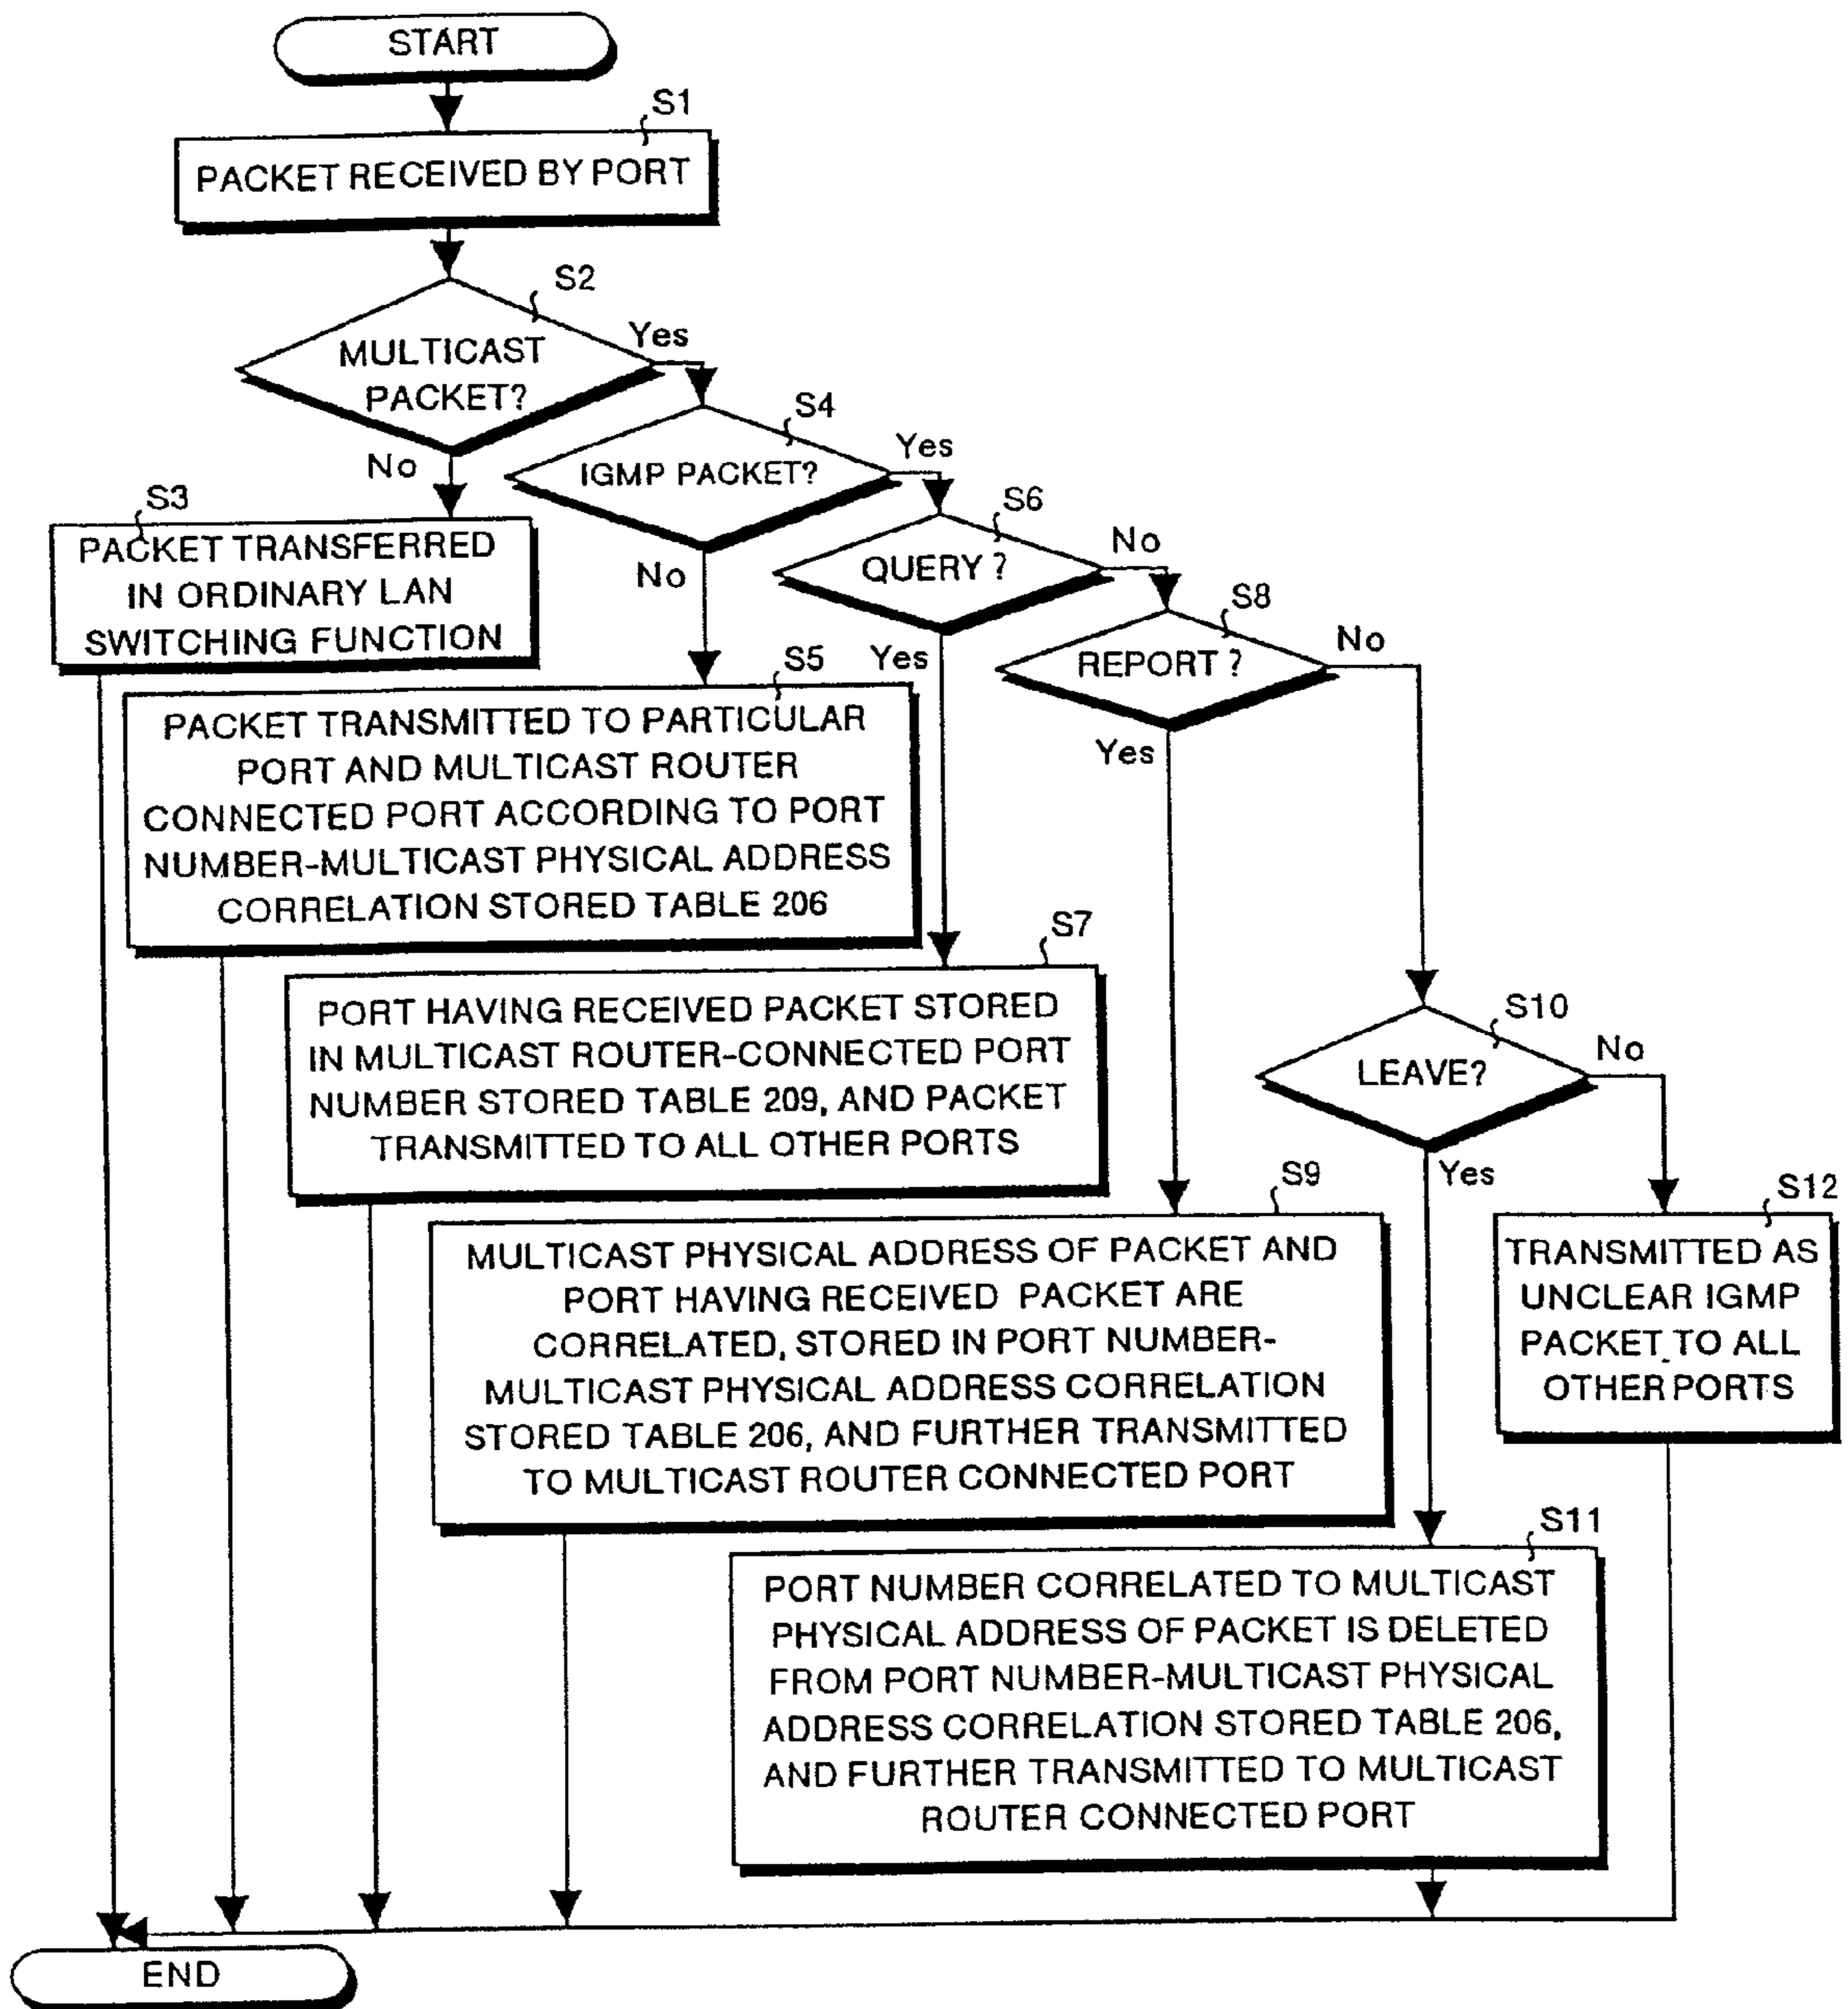 START
S1
PACKET RECEIVED BY PORT
S2
MULTICAST
PACKET?
Yes
No
S3
PACKET TRANSFERRED
IN ORDINARY LAN
SWITCHING FUNCTION
S4
IGMP PACKET?
Yes
No
S5
PACKET TRANSMITTED TO PARTICULAR
PORT AND MULTICAST ROUTER
CONNECTED PORT ACCORDING TO PORT
NUMBER-MULTICAST PHYSICAL ADDRESS
CORRELATION STORED TABLE 206
S6
QUERY ?
No
Yes
S7
PORT HAVING RECEIVED PACKET STORED
IN MULTICAST ROUTER-CONNECTED PORT
NUMBER STORED TABLE 209, AND PACKET
TRANSMITTED TO ALL OTHER PORTS
S8
REPORT ?
No
Yes
S9
MULTICAST PHYSICAL ADDRESS OF PACKET AND
PORT HAVING RECEIVED PACKET ARE
CORRELATED, STORED IN PORT NUMBER-
MULTICAST PHYSICAL ADDRESS CORRELATION
STORED TABLE 206, AND FURTHER TRANSMITTED
TO MULTICAST ROUTER CONNECTED PORT
S10
LEAVE?
No
Yes
S11
PORT NUMBER CORRELATED TO MULTICAST
PHYSICAL ADDRESS OF PACKET IS DELETED
FROM PORT NUMBER-MULTICAST PHYSICAL
ADDRESS CORRELATION STORED TABLE 206,
AND FURTHER TRANSMITTED TO MULTICAST
ROUTER CONNECTED PORT
S12
TRANSMITTED AS
UNCLEAR IGMP
PACKET TO ALL
OTHER PORTS
END